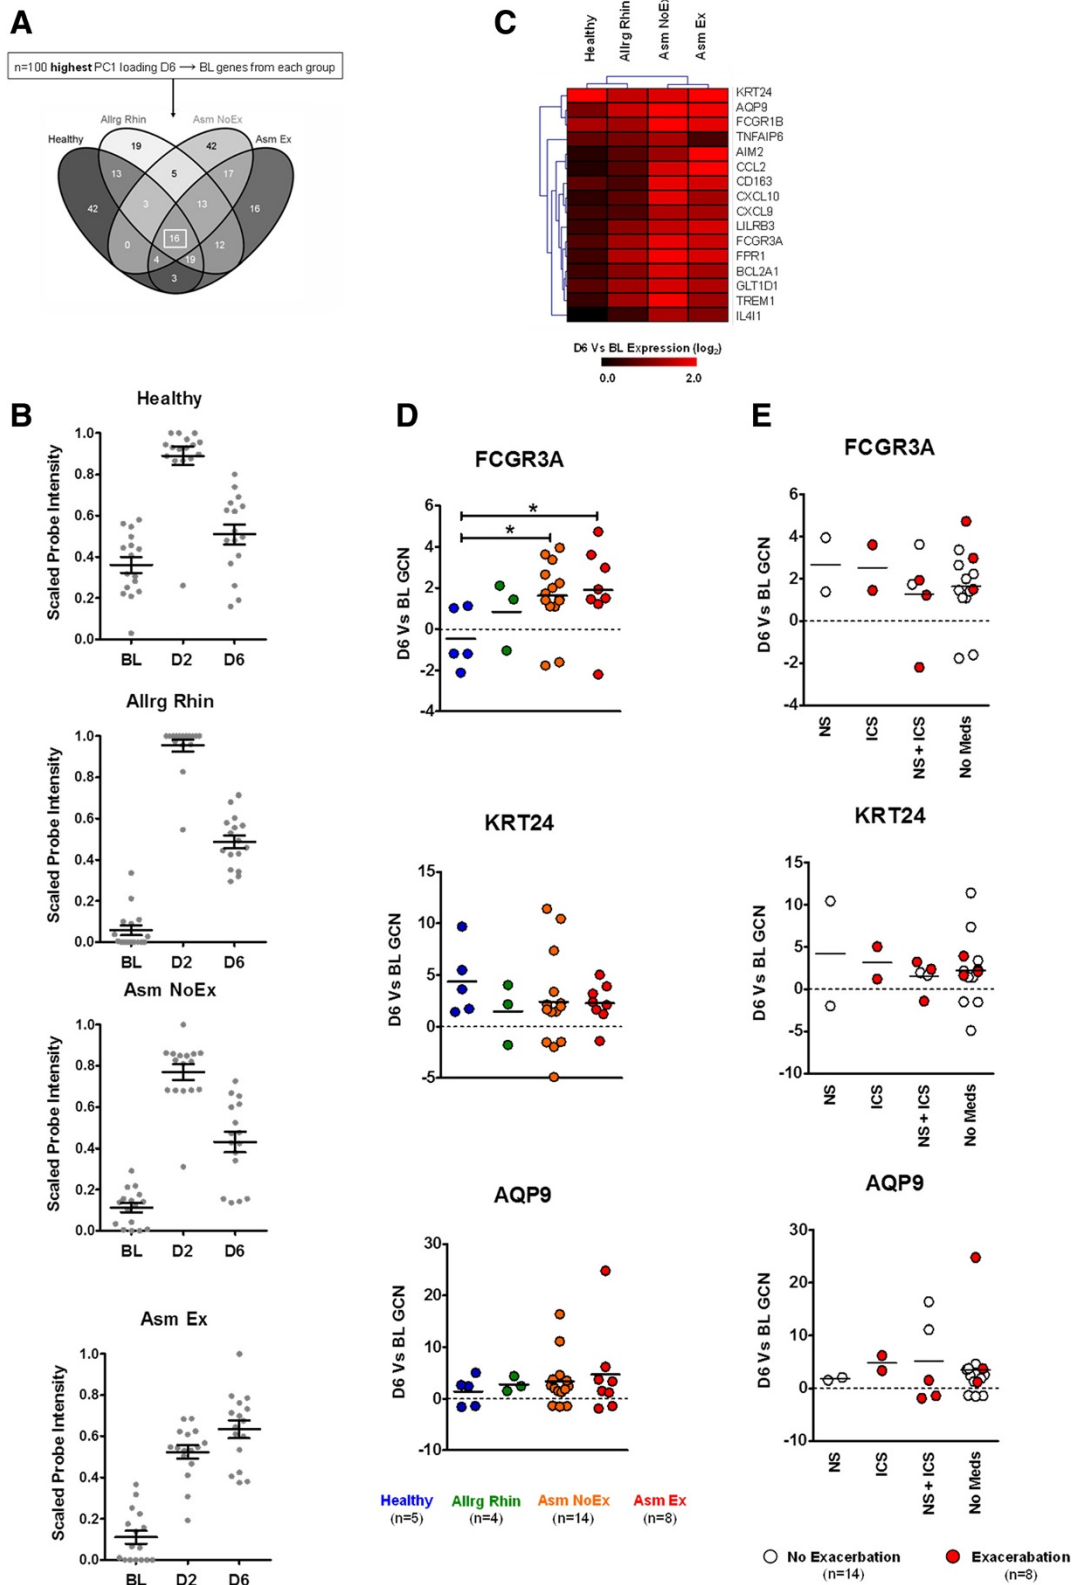 A
n=100 highest PC1 loading D6 → BL genes from each group
Allrg Rhin
Asm NoEx
Healthy
Asm Ex
19
42
13
5
17
42
3
13
16
0
16
12
4
19
3
C
Healthy
Allrg Rhin
Asm NoEx
Asm Ex
KRT24
AQP9
FCGR1B
TNFAIP6
AIM2
CCL2
CD163
CXCL10
CXCL9
LILRB3
FCGR3A
FPR1
BCL2A1
GLT1D1
TREM1
IL4I1
D6 Vs BL Expression (log2)
0.0 2.0
B
Healthy
Scaled Probe Intensity
1.0
0.8
0.6
0.4
0.2
0.0
BL D2 D6
Allrg Rhin
Scaled Probe Intensity
1.0
0.8
0.6
0.4
0.2
0.0
BL D2 D6
Asm NoEx
Scaled Probe Intensity
1.0
0.8
0.6
0.4
0.2
0.0
BL D2 D6
Asm Ex
Scaled Probe Intensity
1.0
0.8
0.6
0.4
0.2
0.0
BL D2 D6
D
FCGR3A
D6 Vs BL GCN
6
4
2
0
-2
-4
*
*
KRT24
D6 Vs BL GCN
15
10
5
0
-5
AQP9
D6 Vs BL GCN
30
20
10
0
-10
Healthy Allrg Rhin Asm NoEx Asm Ex
(n=5) (n=4) (n=14) (n=8)
E
FCGR3A
D6 Vs BL GCN
6
4
2
0
-2
-4
NS
ICS
NS + ICS
No Meds
KRT24
D6 Vs BL GCN
15
10
5
0
-5
-10
NS
ICS
NS + ICS
No Meds
AQP9
D6 Vs BL GCN
30
20
10
0
-10
NS
ICS
NS + ICS
No Meds
No Exacerbation Exacerabation
(n=14) (n=8)